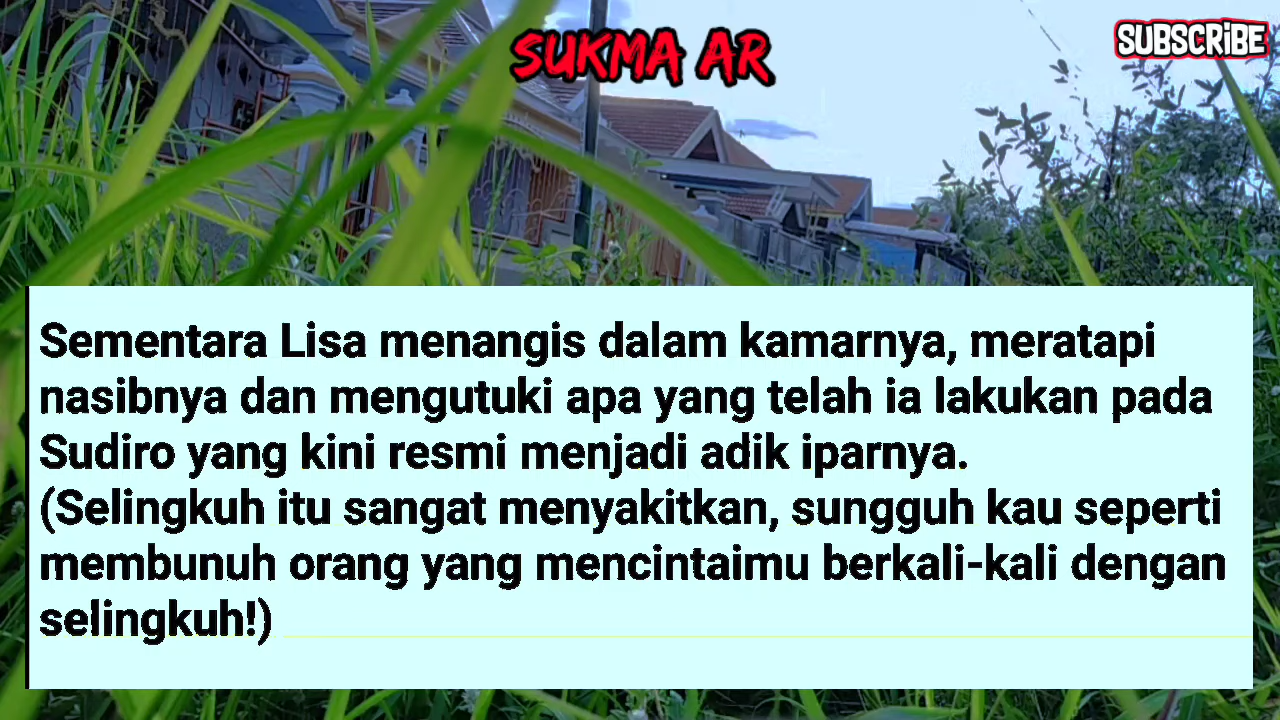 SUKMA AR
SUBSCRIBE
Sementara Lisa menangis dalam kamarnya, meratapi
nasibnya dan mengutuki apa yang telah ia lakukan pada
Sudiro yang kini resmi menjadi adik iparnya.
(Selingkuh itu sangat menyakitkan, sungguh kau seperti
membunuh orang yang mencintaimu berkali-kali dengan
selingkuh!)